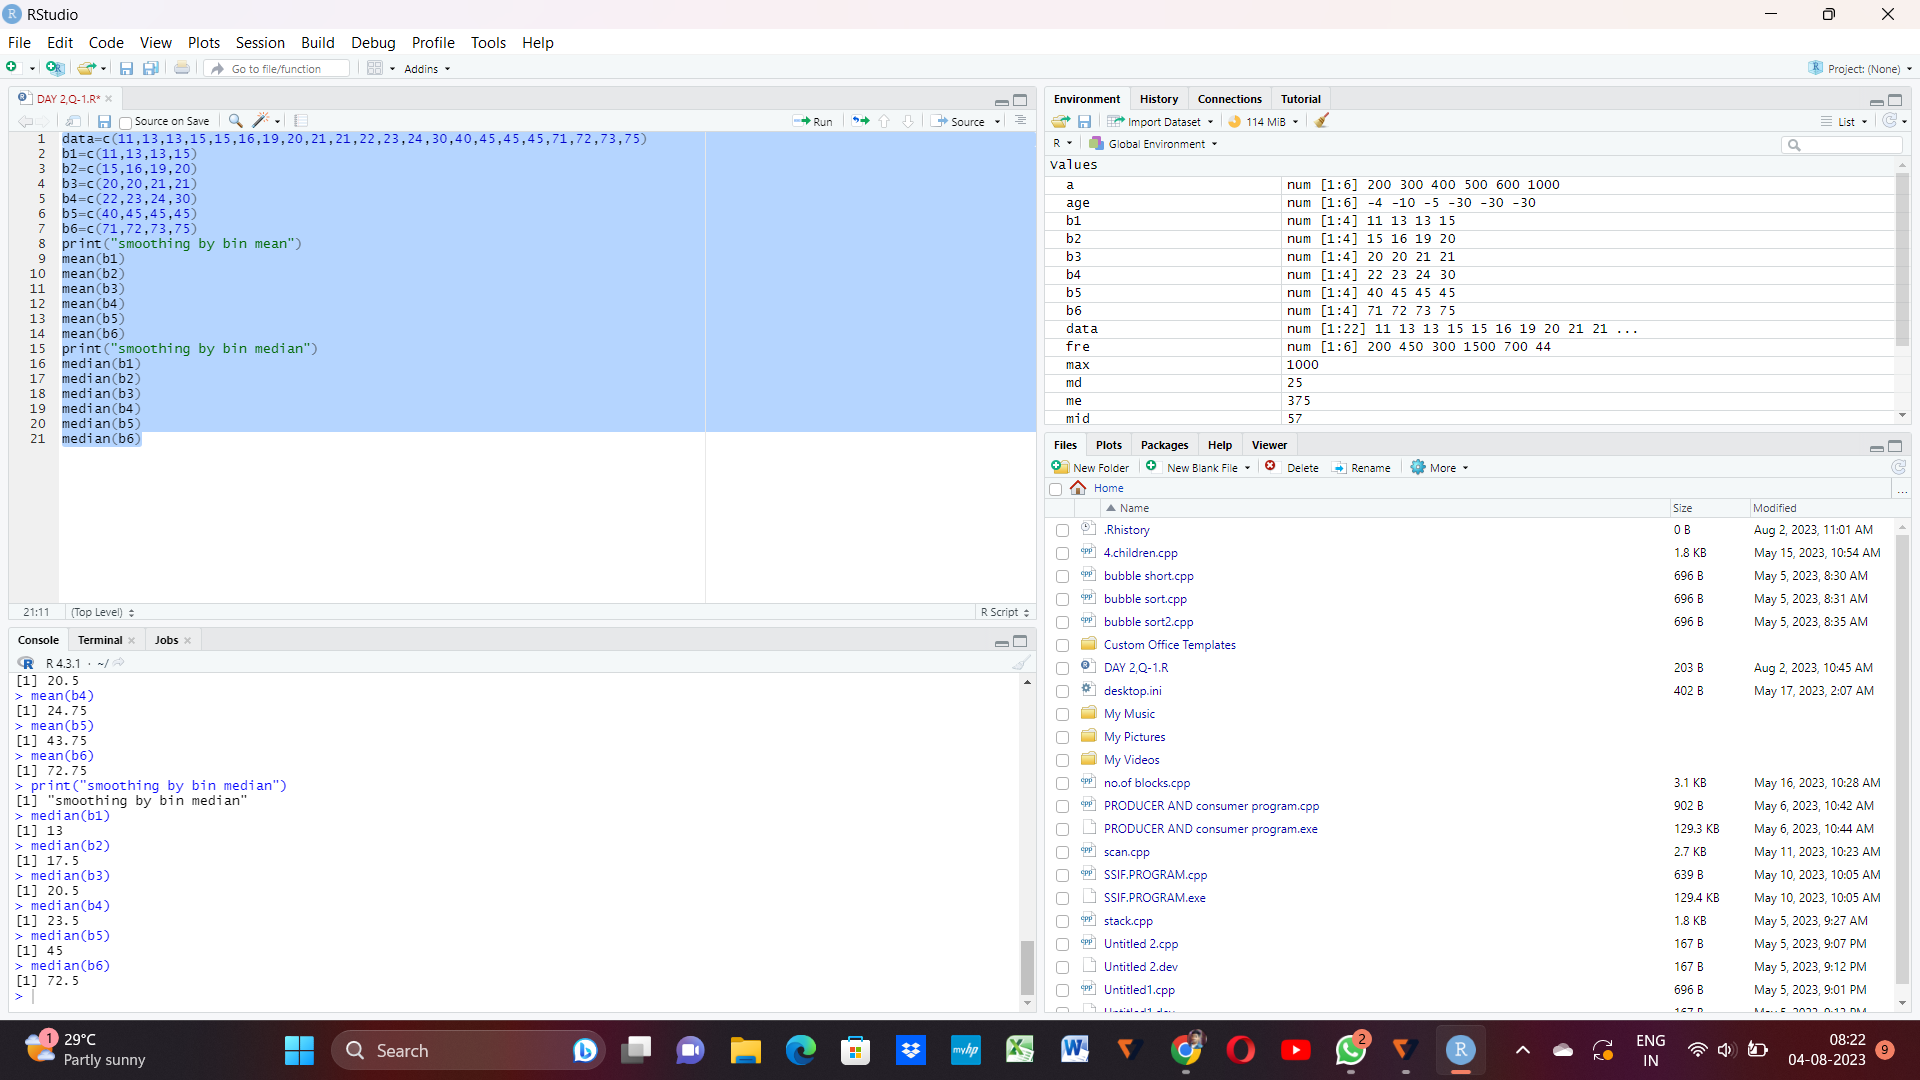 RStudio
File Edit Code View Plots Session Build Debug Profile Tools Help
Go to file/function Addins Project: (None)
DAY 2,Q-1.R*
Source on Save Run Source
1 data=c(11,13,13,15,15,16,19,20,21,21,22,23,24,30,40,45,45,45,71,72,73,75)
2 b1=c(11,13,13,15)
3 b2=c(15,16,19,20)
4 b3=c(20,20,21,21)
5 b4=c(22,23,24,30)
6 b5=c(40,45,45,45)
7 b6=c(71,72,73,75)
8 print("smoothing by bin mean")
9 mean(b1)
10 mean(b2)
11 mean(b3)
12 mean(b4)
13 mean(b5)
14 mean(b6)
15 print("smoothing by bin median")
16 median(b1)
17 median(b2)
18 median(b3)
19 median(b4)
20 median(b5)
21 median(b6)
21:11 (Top Level) R Script
Console Terminal Jobs
R 4.3.1 · ~/
[1] 20.5
> mean(b4)
[1] 24.75
> mean(b5)
[1] 43.75
> mean(b6)
[1] 72.75
> print("smoothing by bin median")
[1] "smoothing by bin median"
> median(b1)
[1] 13
> median(b2)
[1] 17.5
> median(b3)
[1] 20.5
> median(b4)
[1] 23.5
> median(b5)
[1] 45
> median(b6)
[1] 72.5
>
Environment History Connections Tutorial
Import Dataset 114 MiB List
R Global Environment
Values
a num [1:6] 200 300 400 500 600 1000
age num [1:6] -4 -10 -5 -30 -30 -30
b1 num [1:4] 11 13 13 15
b2 num [1:4] 15 16 19 20
b3 num [1:4] 20 20 21 21
b4 num [1:4] 22 23 24 30
b5 num [1:4] 40 45 45 45
b6 num [1:4] 71 72 73 75
data num [1:22] 11 13 13 15 15 16 19 20 21 21 ...
fre num [1:6] 200 450 300 1500 700 44
max 1000
md 25
me 375
mid 57
Files Plots Packages Help Viewer
New Folder New Blank File Delete Rename More
Home ...
Name Size Modified
.Rhistory 0 B Aug 2, 2023, 11:01 AM
4.children.cpp 1.8 KB May 15, 2023, 10:54 AM
bubble short.cpp 696 B May 5, 2023, 8:30 AM
bubble sort.cpp 696 B May 5, 2023, 8:31 AM
bubble sort2.cpp 696 B May 5, 2023, 8:35 AM
Custom Office Templates
DAY 2,Q-1.R 203 B Aug 2, 2023, 10:45 AM
desktop.ini 402 B May 17, 2023, 2:07 AM
My Music
My Pictures
My Videos
no.of blocks.cpp 3.1 KB May 16, 2023, 10:28 AM
PRODUCER AND consumer program.cpp 902 B May 6, 2023, 10:42 AM
PRODUCER AND consumer program.exe 129.3 KB May 6, 2023, 10:44 AM
scan.cpp 2.7 KB May 11, 2023, 10:23 AM
SSIF.PROGRAM.cpp 639 B May 10, 2023, 10:05 AM
SSIF.PROGRAM.exe 129.4 KB May 10, 2023, 10:05 AM
stack.cpp 1.8 KB May 5, 2023, 9:27 AM
Untitled 2.cpp 167 B May 5, 2023, 9:07 PM
Untitled 2.dev 167 B May 5, 2023, 9:12 PM
Untitled1.cpp 696 B May 5, 2023, 9:01 PM
1 29°C
Partly sunny
Search
myhp
2
ENG
IN
08:22
04-08-2023
9